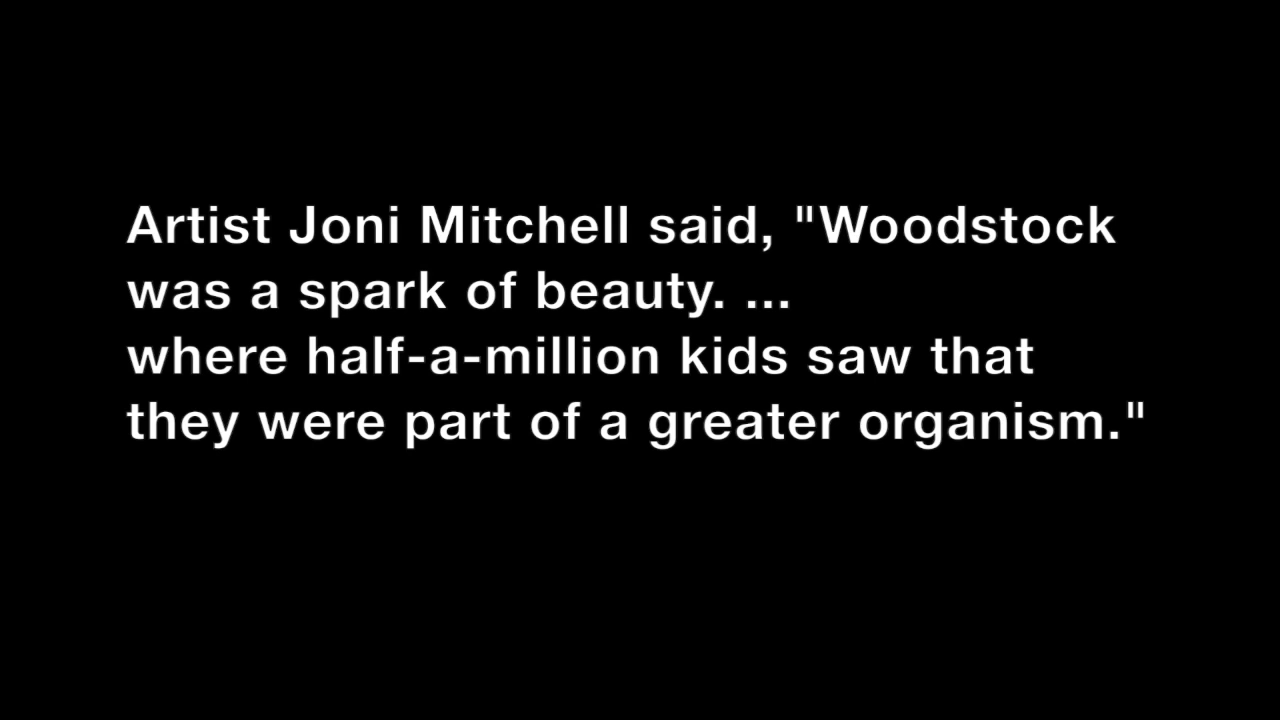 Artist Joni Mitchell said, "Woodstock
was a spark of beauty. ...
where half-a-million kids saw that
they were part of a greater organism."